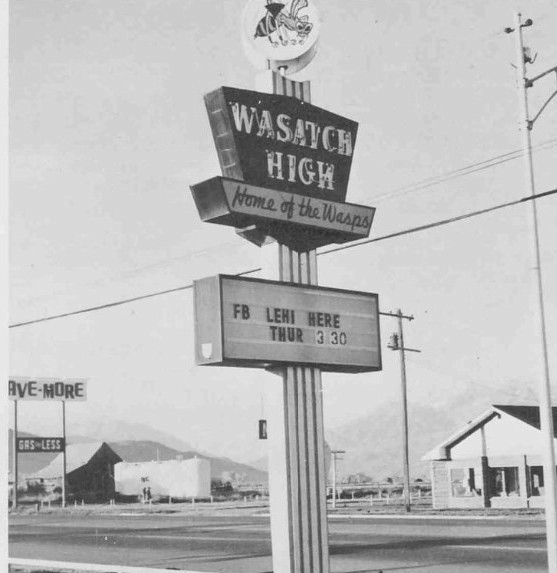 WASATCH
HIGH
Home of the Wasps
FB LEHI HERE
THUR 3 30
AVE-MORE
GAS FOR LESS